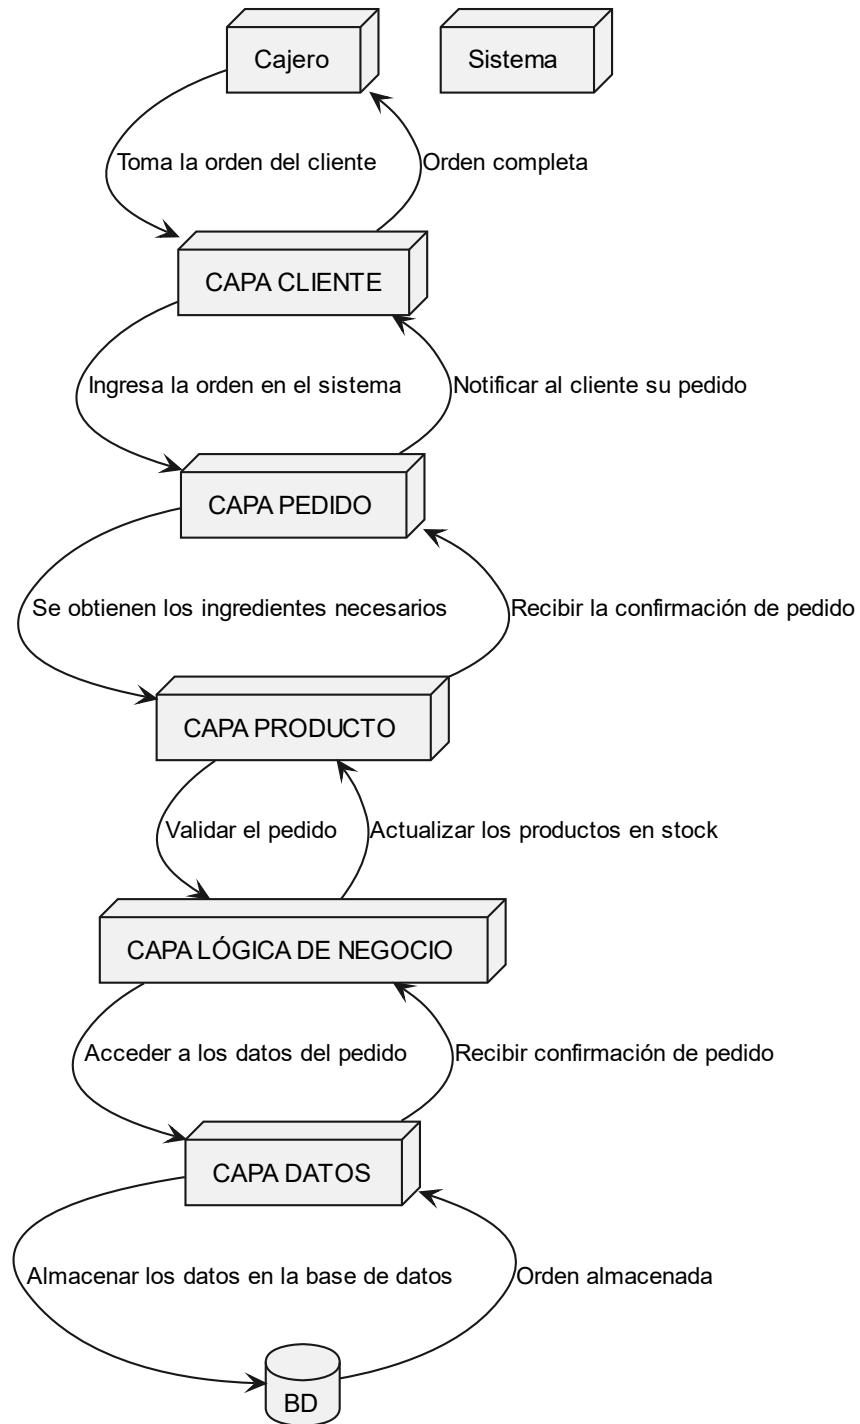 Cajero
Sistema
Toma la orden del cliente
Orden completa
CAPA CLIENTE
Ingresa la orden en el sistema
Notificar al cliente su pedido
CAPA PEDIDO
Se obtienen los ingredientes necesarios
Recibir la confirmación de pedido
CAPA PRODUCTO
Validar el pedido
Actualizar los productos en stock
CAPA LÓGICA DE NEGOCIO
Acceder a los datos del pedido
Recibir confirmación de pedido
CAPA DATOS
Almacenar los datos en la base de datos
Orden almacenada
BD